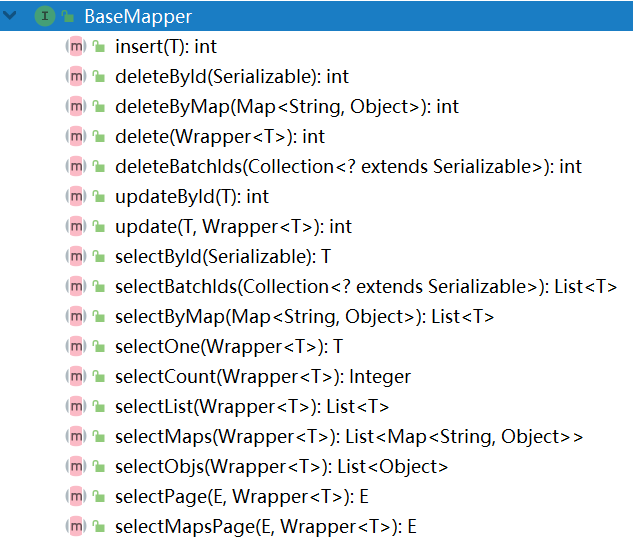 BaseMapper
insert(T): int
deleteById(Serializable): int
deleteByMap(Map<String, Object>): int
delete(Wrapper<T>): int
deleteBatchIds(Collection<? extends Serializable>): int
updateById(T): int
update(T, Wrapper<T>): int
selectById(Serializable): T
selectBatchIds(Collection<? extends Serializable>): List<T>
selectByMap(Map<String, Object>): List<T>
selectOne(Wrapper<T>): T
selectCount(Wrapper<T>): Integer
selectList(Wrapper<T>): List<T>
selectMaps(Wrapper<T>): List<Map<String, Object>>
selectObjs(Wrapper<T>): List<Object>
selectPage(E, Wrapper<T>): E
selectMapsPage(E, Wrapper<T>): E